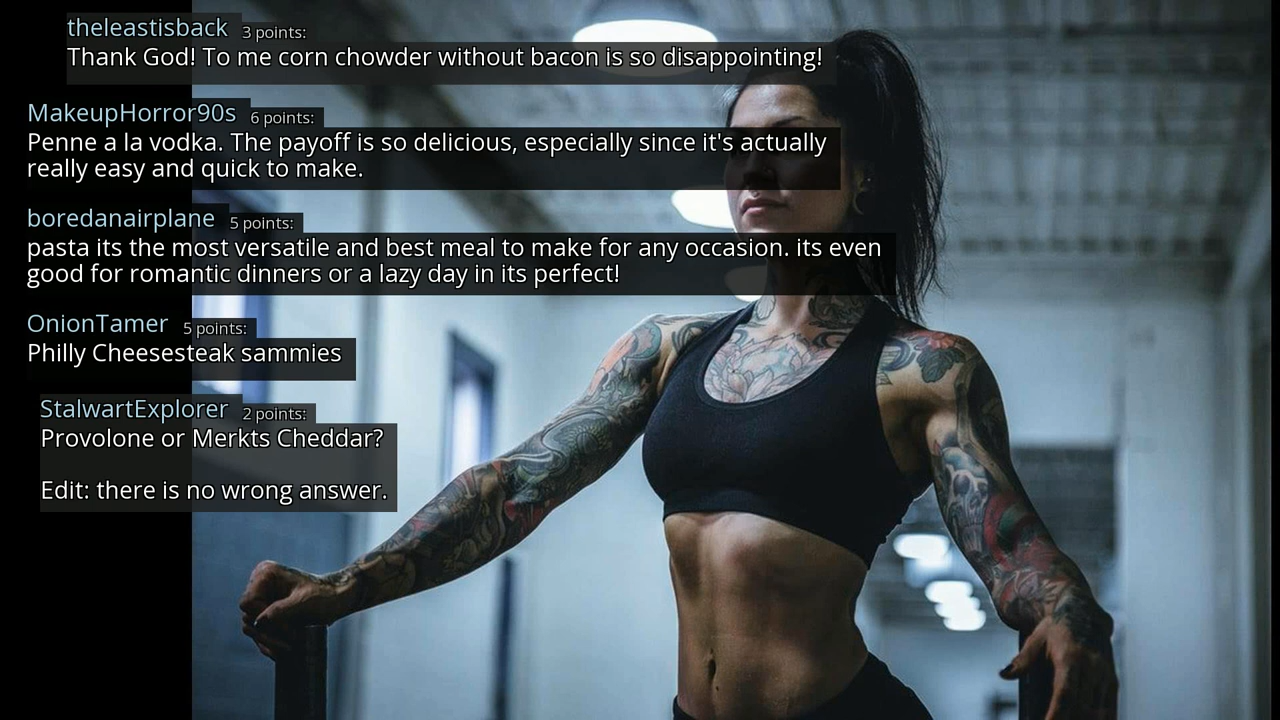 theleastisback 3 points:
Thank God! To me corn chowder without bacon is so disappointing!
MakeupHorror90s 6 points:
Penne a la vodka. The payoff is so delicious, especially since it's actually
really easy and quick to make.
boredanairplane 5 points:
pasta its the most versatile and best meal to make for any occasion. its even
good for romantic dinners or a lazy day in its perfect!
OnionTamer 5 points:
Philly Cheesesteak sammies
StalwartExplorer 2 points:
Provolone or Merkts Cheddar?
Edit: there is no wrong answer.